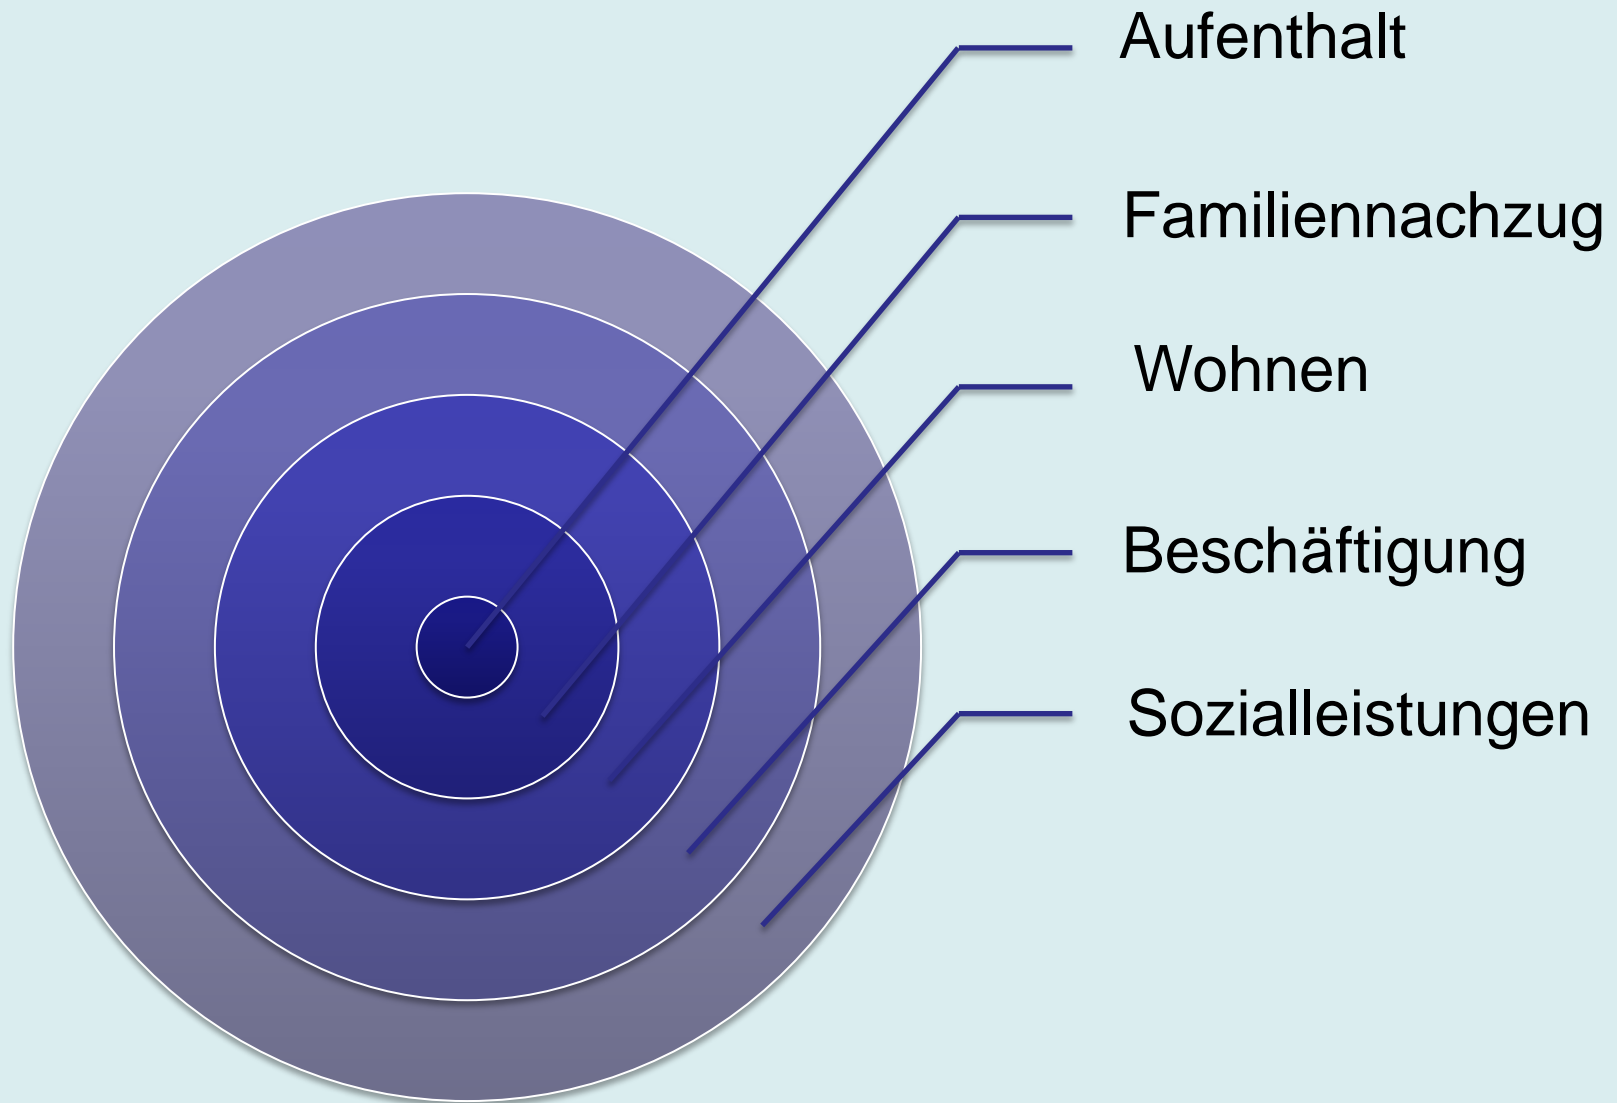 Aufenthalt
Familiennachzug
Wohnen
Beschäftigung
Sozialleistungen